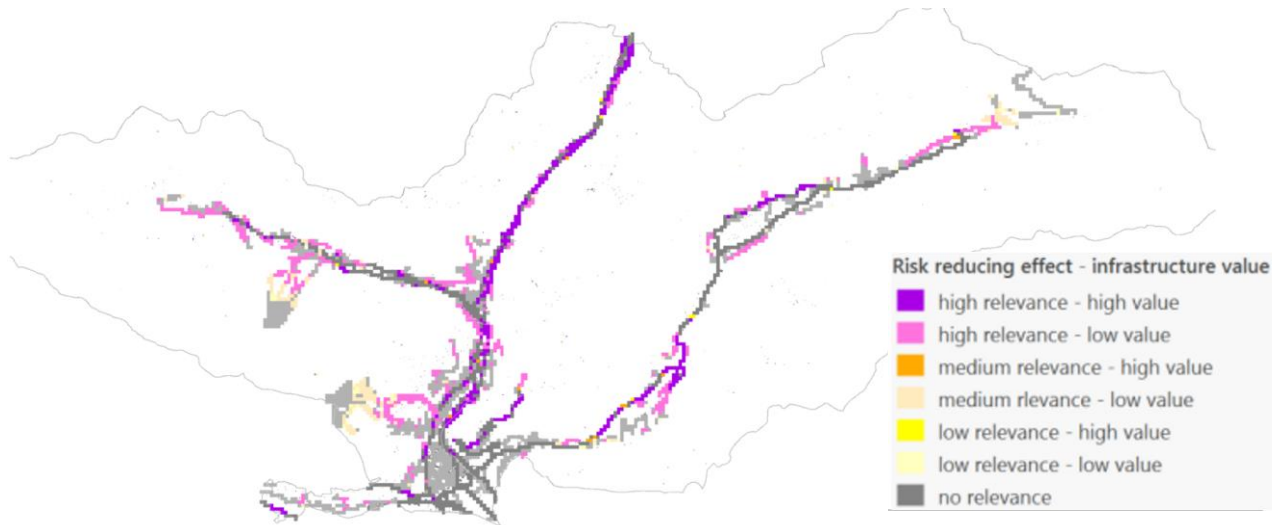 Risk reducing effect - infrastructure value
high relevance - high value
high relevance - low value
medium relevance - high value
medium rlevance - low value
low relevance - high value
low relevance - low value
no relevance